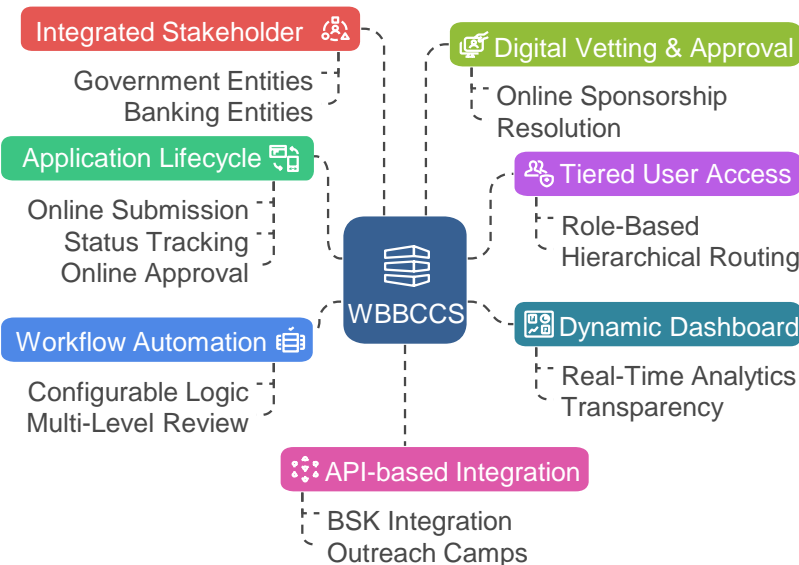 Integrated Stakeholder
Government Entities
Banking Entities
Digital Vetting & Approval
Online Sponsorship
Resolution
Application Lifecycle
Online Submission
Status Tracking
Online Approval
Tiered User Access
Role-Based
Hierarchical Routing
WBBCCS
Workflow Automation
Configurable Logic
Multi-Level Review
Dynamic Dashboard
Real-Time Analytics
Transparency
API-based Integration
BSK Integration
Outreach Camps